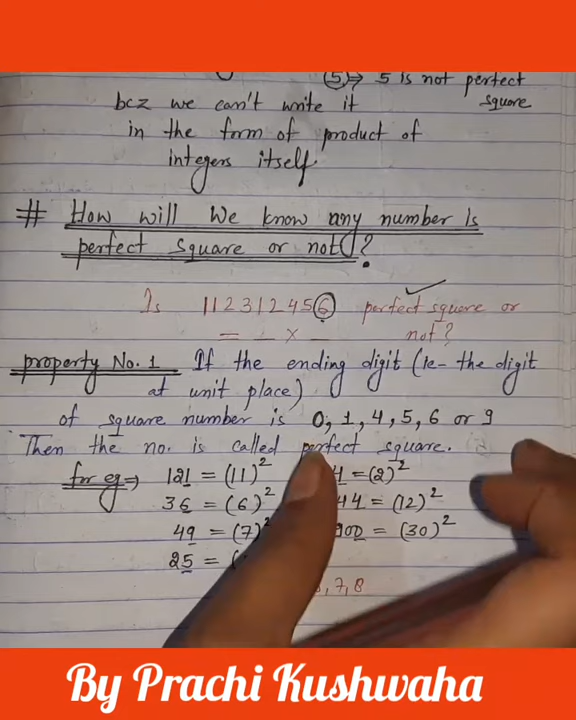 (5) ⇒ 5 is not perfect
square
bcz we can't write it
in the form of product of
integers itself
# How will We know any number is
perfect square or not?
Is 1123124456 perfect square or
= _ × _ not?
property No. 1 If the ending digit (ie- the digit
at unit place)
of square number is 0, 1, 4, 5, 6 or 9
Then the no. is called perfect square.
for eg⇒ 121 = (11)² 4 = (2)²
36 = (6)² 44 = (12)²
49 = (7) 900 = (30)²
25 =
, 7, 8
By Prachi Kushwaha